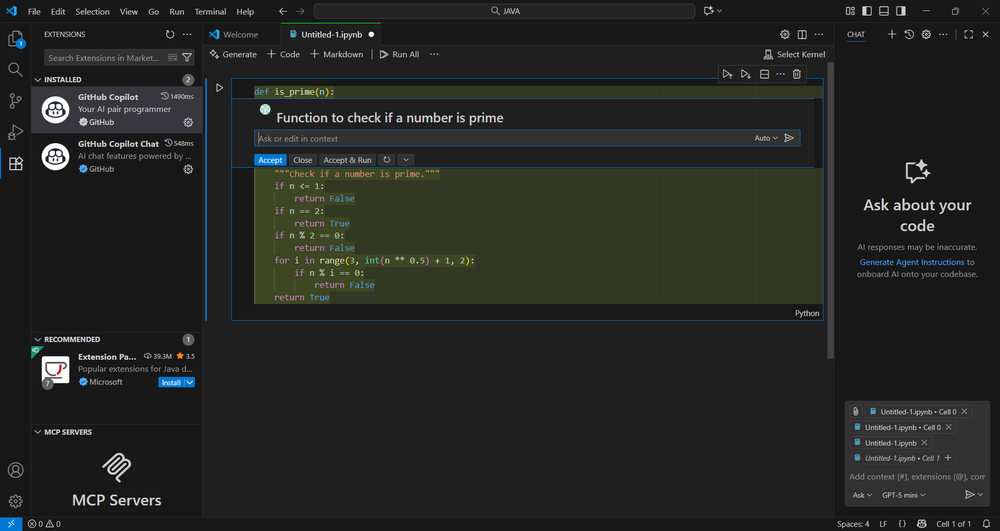 File Edit Selection View Go Run Terminal Help
JAVA
1
EXTENSIONS
Search Extensions in Market...
INSTALLED 2
GitHub Copilot 1490ms
Your AI pair programmer
GitHub
GitHub Copilot Chat 548ms
AI chat features powered by ...
GitHub
RECOMMENDED 1
Extension Pa... 39.3M 3.5
Popular extensions for Java d...
7
Microsoft Install
MCP SERVERS
MCP Servers
Welcome
Untitled-1.ipynb
Generate + Code + Markdown Run All ...
Select Kernel
def is_prime(n):
Function to check if a number is prime
Ask or edit in context Auto
Accept Close Accept & Run
"""Check if a number is prime."""
if n <= 1:
return False
if n == 2:
return True
if n % 2 == 0:
return False
for i in range(3, int(n ** 0.5) + 1, 2):
if n % i == 0:
return False
return True
Python
CHAT
Ask about your
code
AI responses may be inaccurate.
Generate Agent Instructions to
onboard AI onto your codebase.
Untitled-1.ipynb • Cell 0
Untitled-1.ipynb • Cell 0
Untitled-1.ipynb
Untitled-1.ipynb • Cell 1 +
Add context (#), extensions (@), com
Ask GPT-5 mini
0 0
Spaces: 4 LF {} Cell 1 of 1